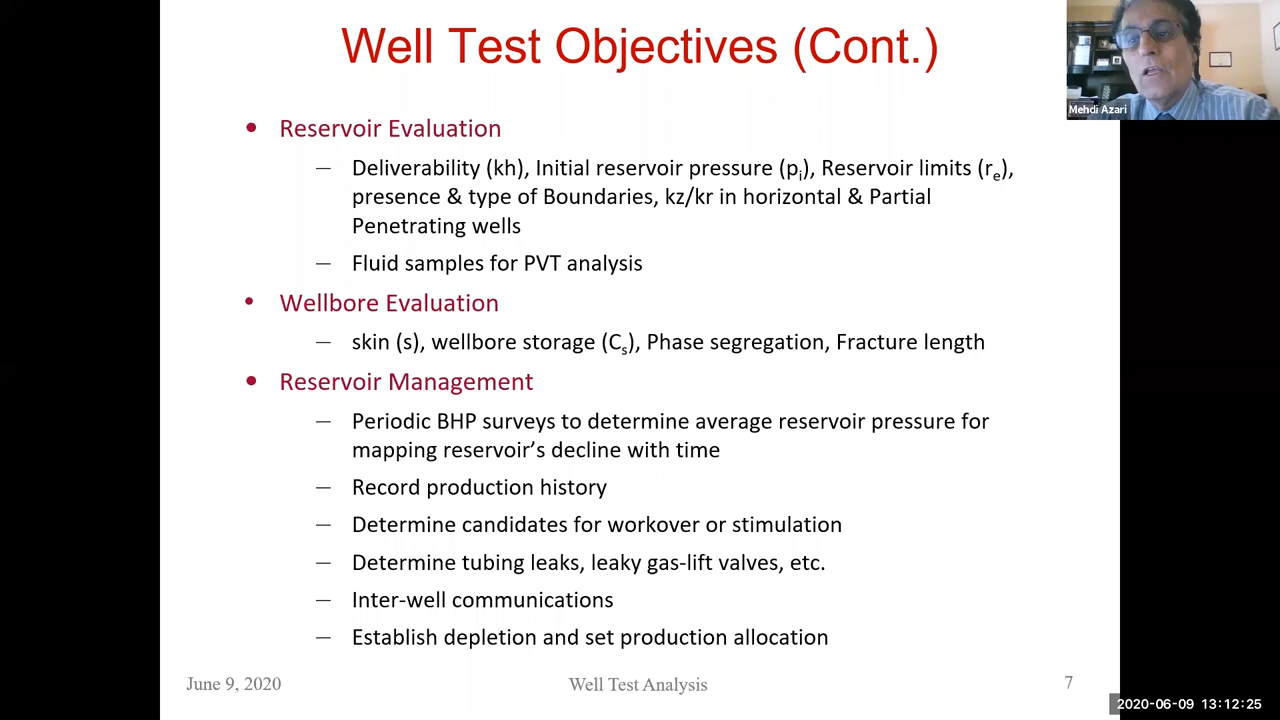 Well Test Objectives (Cont.)
Mehdi Azari
• Reservoir Evaluation
— Deliverability (kh), Initial reservoir pressure (pi), Reservoir limits (re),
presence & type of Boundaries, kz/kr in horizontal & Partial
Penetrating wells
— Fluid samples for PVT analysis
• Wellbore Evaluation
— skin (s), wellbore storage (Cs), Phase segregation, Fracture length
• Reservoir Management
— Periodic BHP surveys to determine average reservoir pressure for
mapping reservoir’s decline with time
— Record production history
— Determine candidates for workover or stimulation
— Determine tubing leaks, leaky gas-lift valves, etc.
— Inter-well communications
— Establish depletion and set production allocation
June 9, 2020
Well Test Analysis
7
2020-06-09 13:12:25